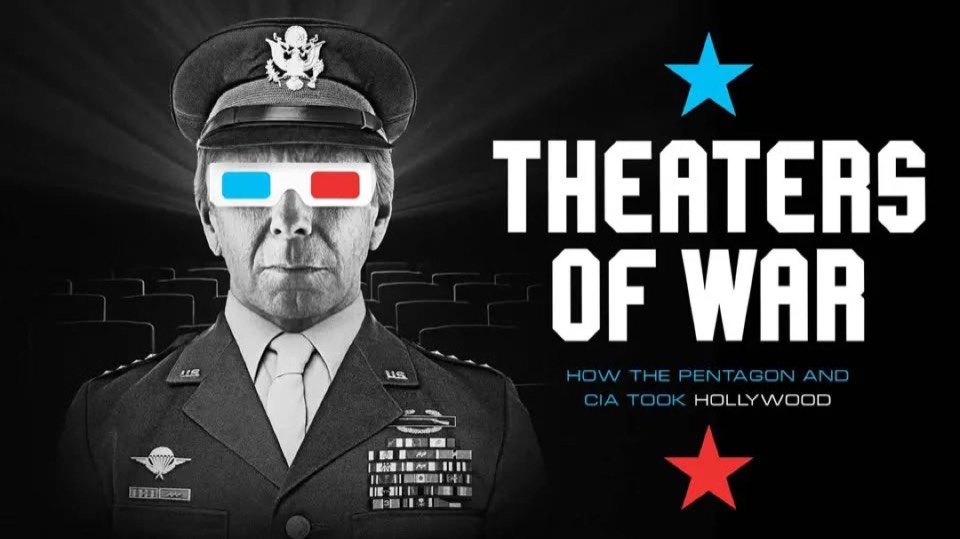 THEATERS
OF WAR
HOW THE PENTAGON AND
CIA TOOK HOLLYWOOD
U.S.
U.S.